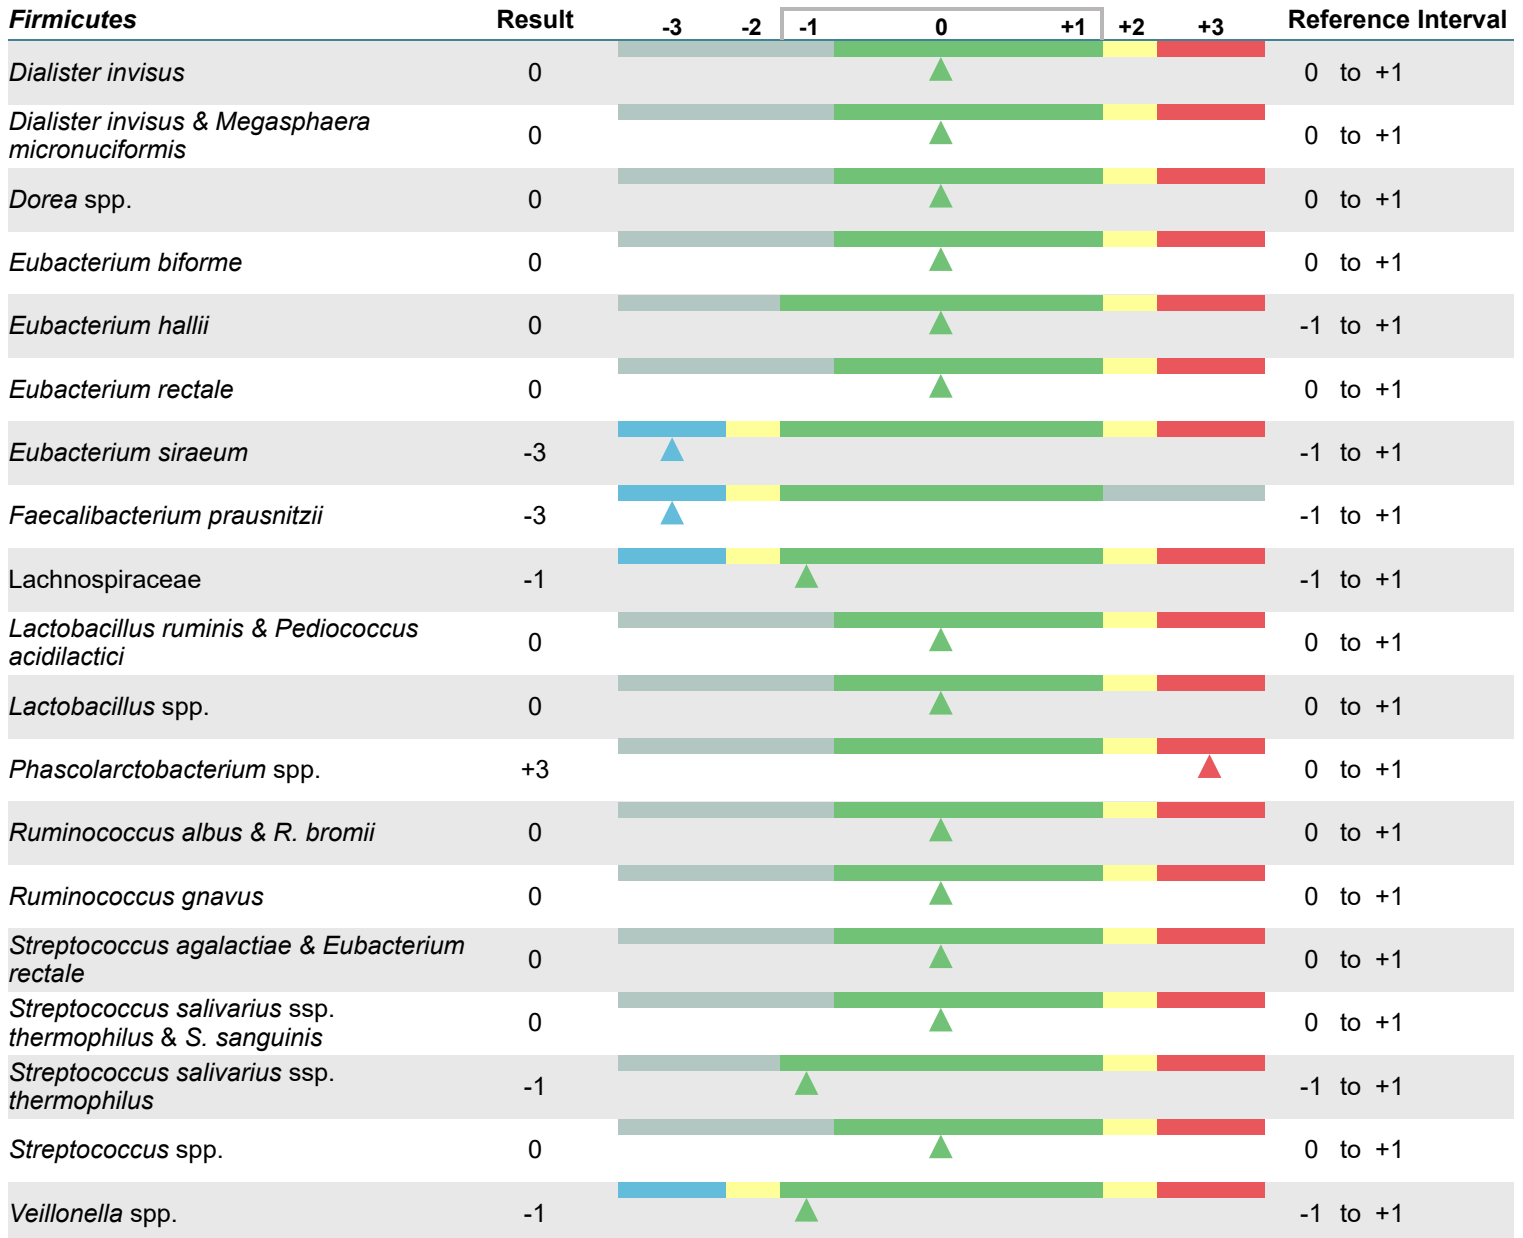 Firmicutes Result -3 -2 -1 0 +1 +2 +3 Reference Interval
Dialister invisus 0 0 to +1
Dialister invisus & Megasphaera
micronuciformis 0 0 to +1
Dorea spp. 0 0 to +1
Eubacterium biforme 0 0 to +1
Eubacterium hallii 0 -1 to +1
Eubacterium rectale 0 0 to +1
Eubacterium siraeum -3 -1 to +1
Faecalibacterium prausnitzii -3 -1 to +1
Lachnospiraceae -1 -1 to +1
Lactobacillus ruminis & Pediococcus
acidilactici 0 0 to +1
Lactobacillus spp. 0 0 to +1
Phascolarctobacterium spp. +3 0 to +1
Ruminococcus albus & R. bromii 0 0 to +1
Ruminococcus gnavus 0 0 to +1
Streptococcus agalactiae & Eubacterium
rectale 0 0 to +1
Streptococcus salivarius ssp.
thermophilus & S. sanguinis 0 0 to +1
Streptococcus salivarius ssp.
thermophilus -1 -1 to +1
Streptococcus spp. 0 0 to +1
Veillonella spp. -1 -1 to +1